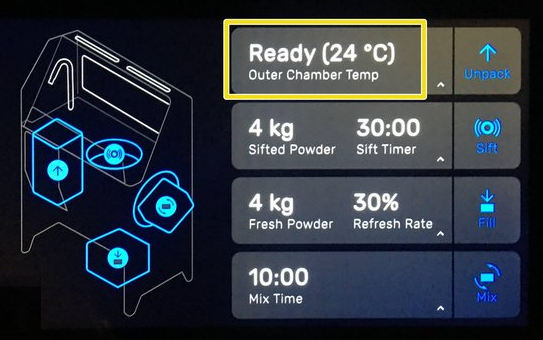 Ready (24 °C)
Outer Chamber Temp
Unpack
4 kg 30:00
Sifted Powder Sift Timer
Sift
4 kg 30%
Fresh Powder Refresh Rate
Fill
10:00
Mix Time
Mix